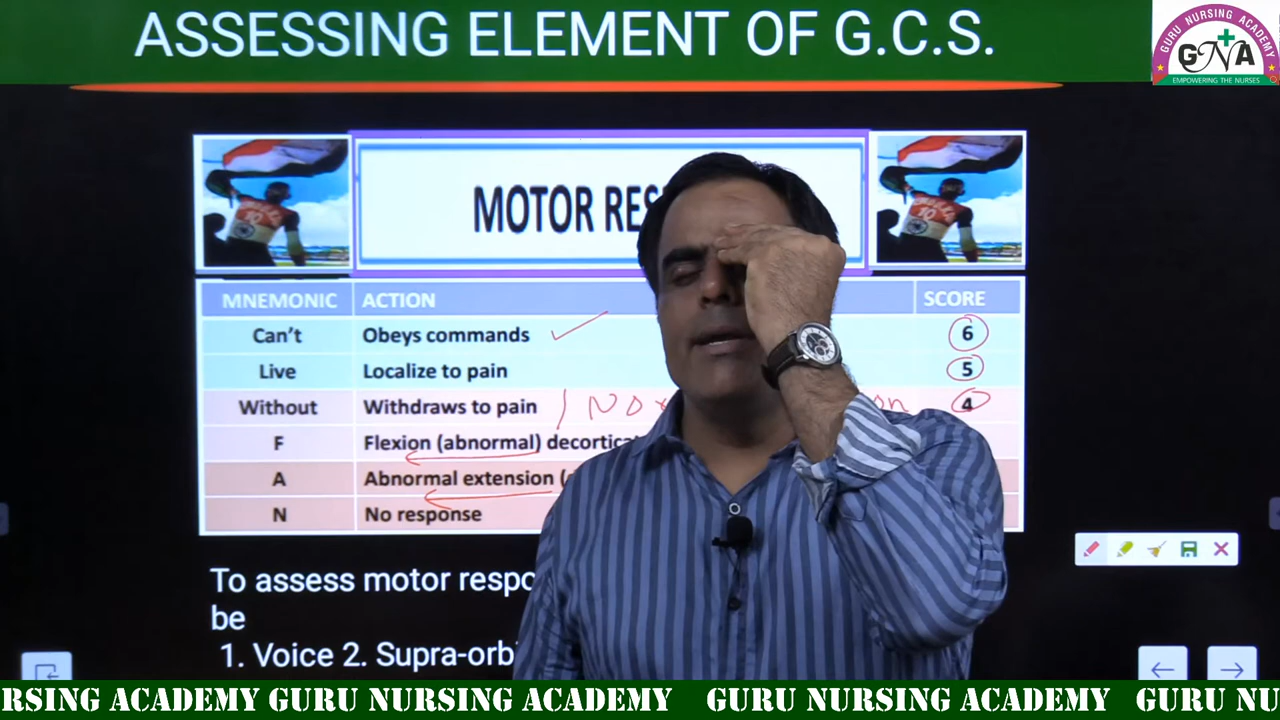 ASSESSING ELEMENT OF G.C.S.
GURU NURSING ACADEMY
GNA
EMPOWERING THE NURSES
MOTOR RES
MNEMONIC ACTION SCORE
Can't Obeys commands 6
Live Localize to pain 5
Without Withdraws to pain / 4
F Flexion (abnormal) decortica
A Abnormal extension (
N No response
To assess motor respo
be
1. Voice 2. Supra-orbi
RSING ACADEMY GURU NURSING ACADEMY GURU NURSING ACADEMY GURU NU